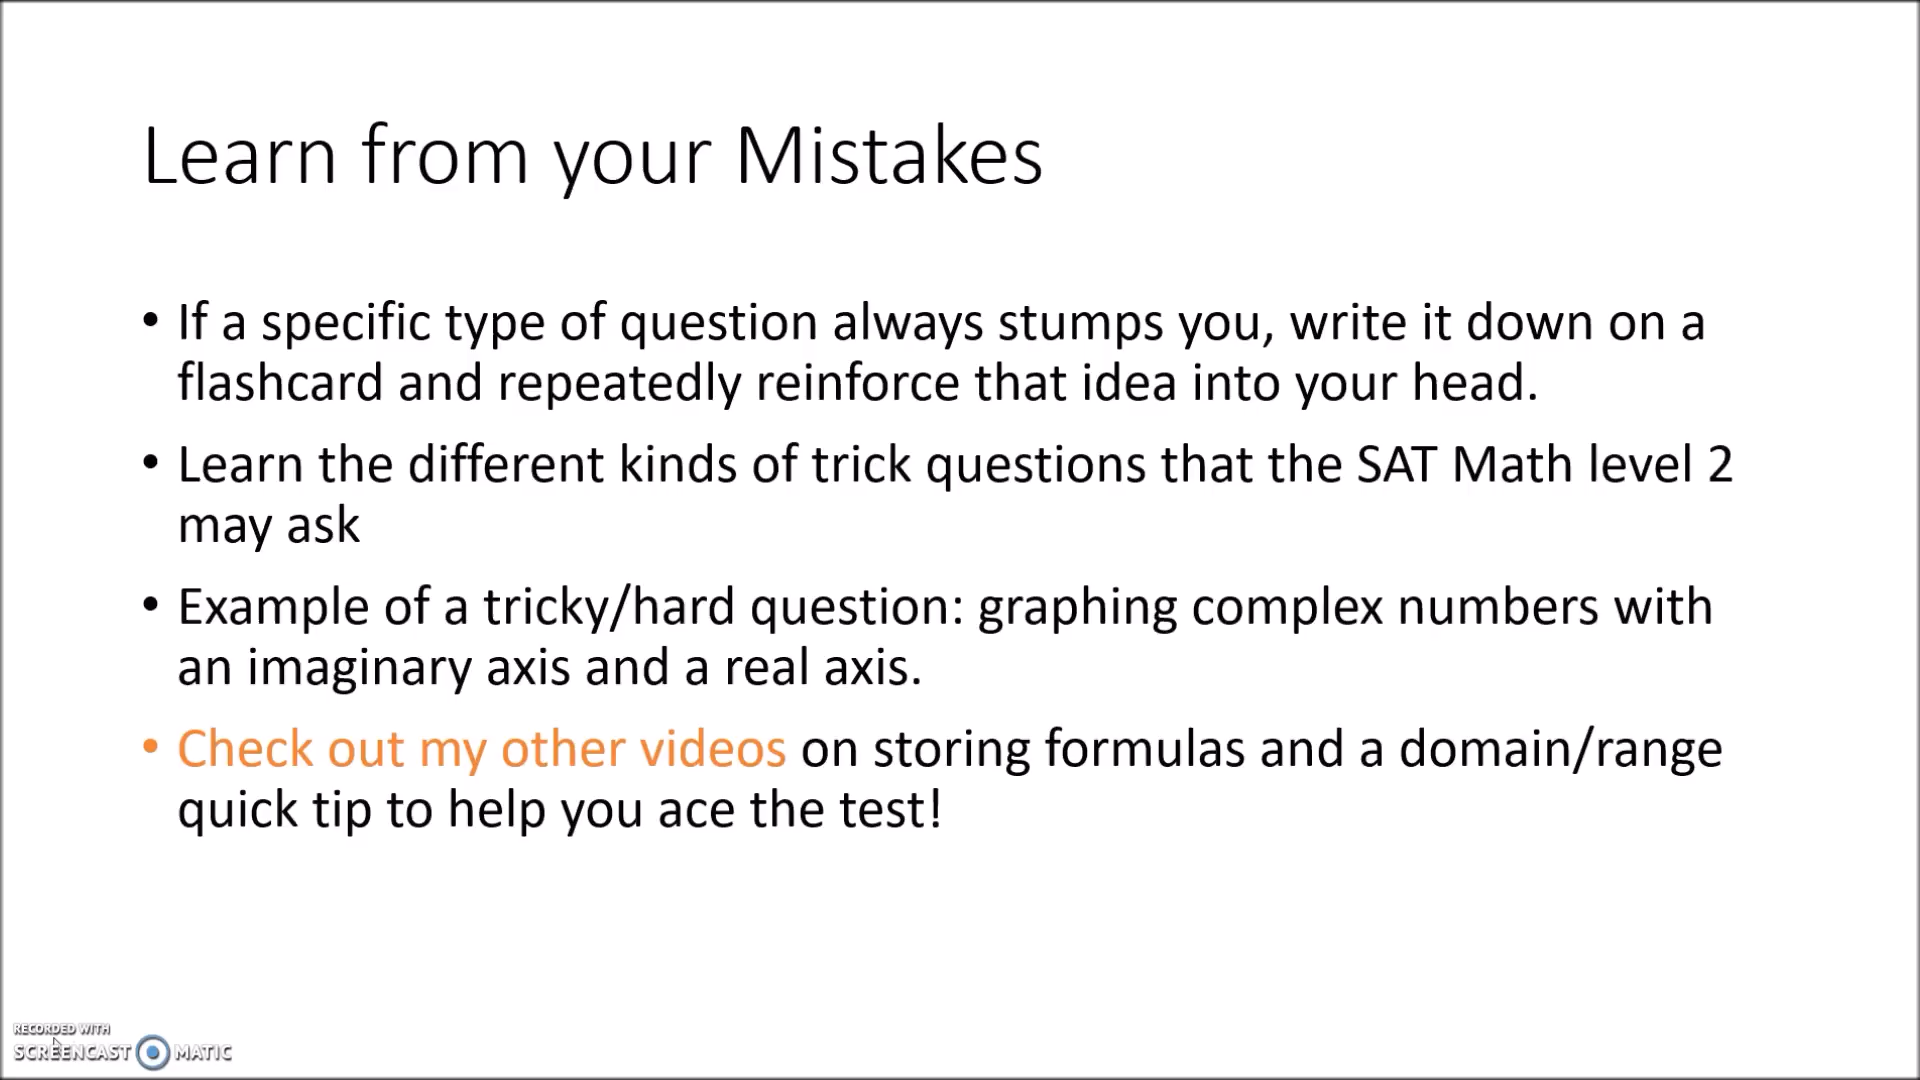 Learn from your Mistakes
• If a specific type of question always stumps you, write it down on a
flashcard and repeatedly reinforce that idea into your head.
• Learn the different kinds of trick questions that the SAT Math level 2
may ask
• Example of a tricky/hard question: graphing complex numbers with
an imaginary axis and a real axis.
• Check out my other videos on storing formulas and a domain/range
quick tip to help you ace the test!
RECORDED WITH
SCREENCAST MATIC